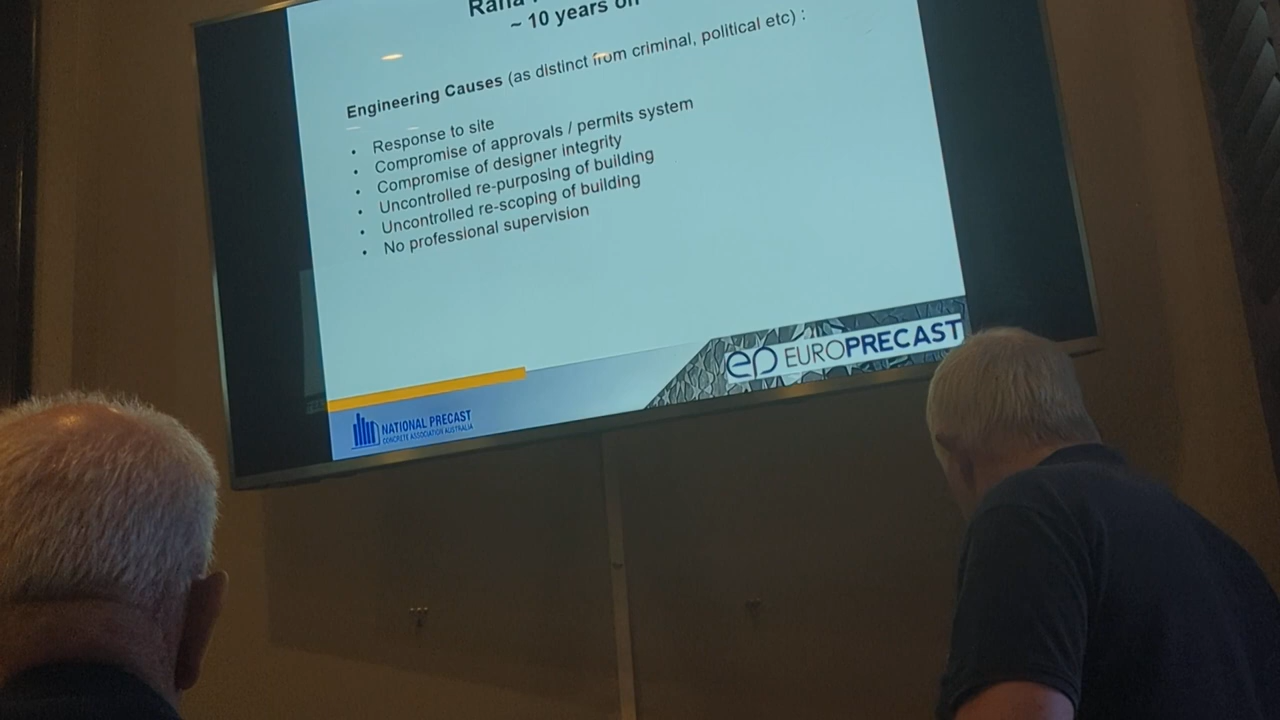 Rana
~ 10 years on
Engineering Causes (as distinct from criminal, political etc) :
• Response to site
• Compromise of approvals / permits system
• Compromise of designer integrity
• Uncontrolled re-purposing of building
• Uncontrolled re-scoping of building
• No professional supervision
ep EUROPRECAST
NATIONAL PRECAST
CONCRETE ASSOCIATION AUSTRALIA